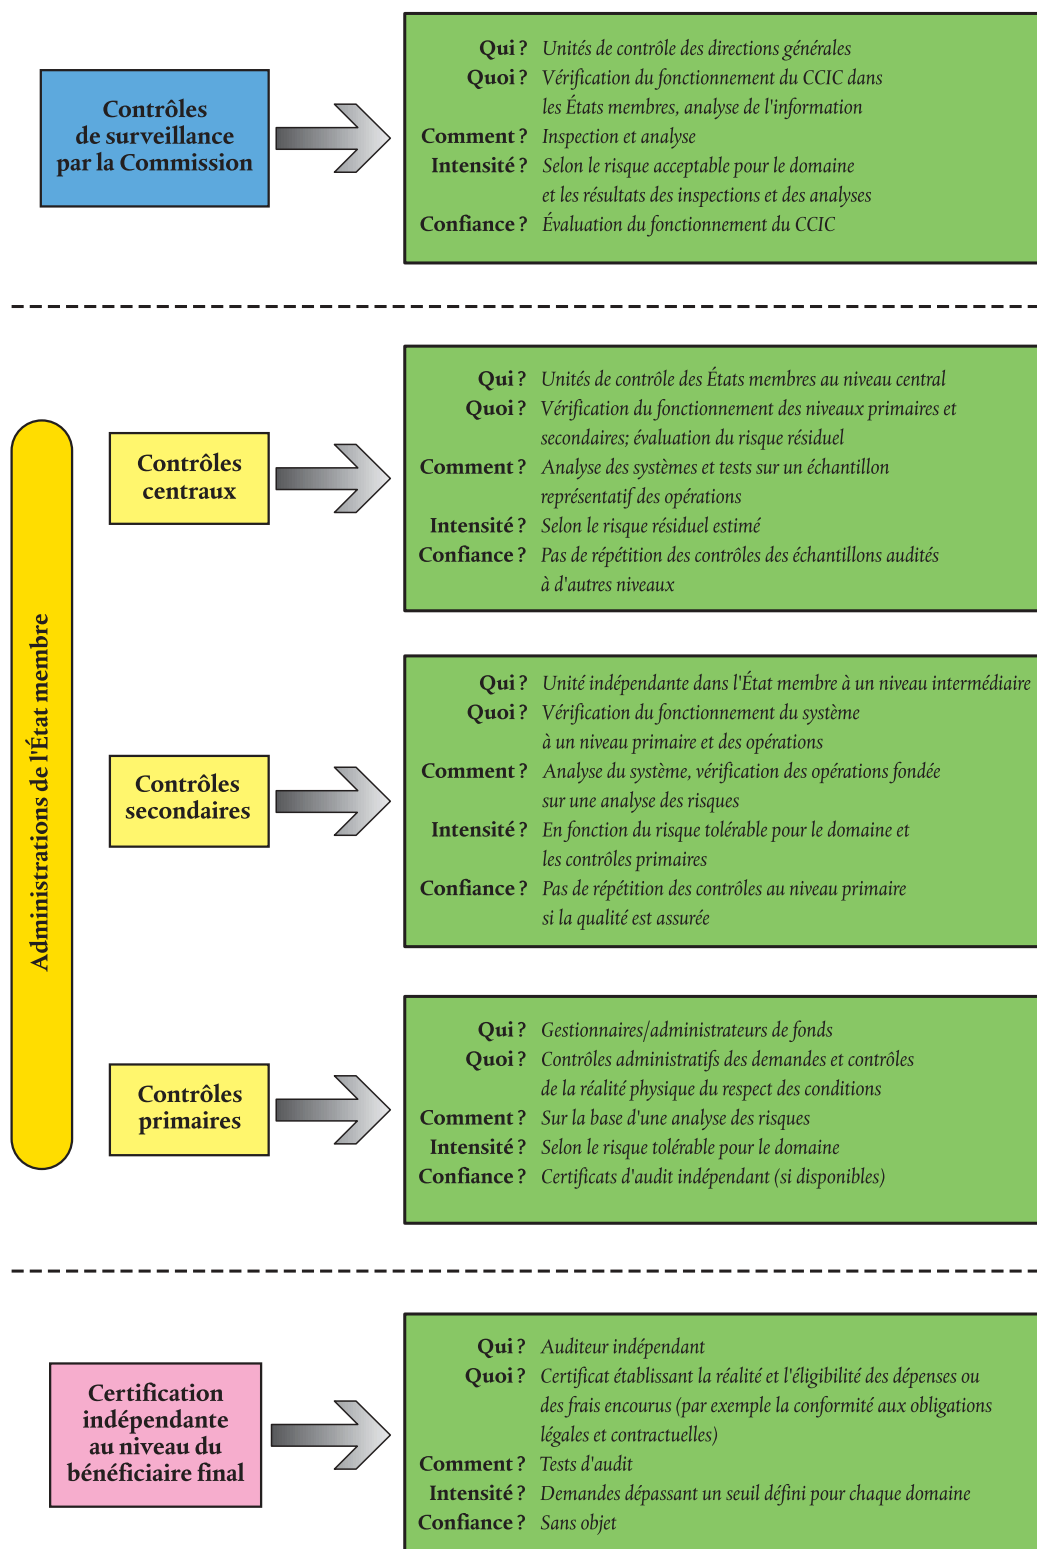 Contrôles
de surveillance
par la Commission
Qui ? Unités de contrôle des directions générales
Quoi ? Vérification du fonctionnement du CCIC dans
les États membres, analyse de l'information
Comment ? Inspection et analyse
Intensité ? Selon le risque acceptable pour le domaine
et les résultats des inspections et des analyses
Confiance ? Évaluation du fonctionnement du CCIC
Administrations de l'État membre
Contrôles
centraux
Qui ? Unités de contrôle des États membres au niveau central
Quoi ? Vérification du fonctionnement des niveaux primaires et
secondaires; évaluation du risque résiduel
Comment ? Analyse des systèmes et tests sur un échantillon
représentatif des opérations
Intensité ? Selon le risque résiduel estimé
Confiance ? Pas de répétition des contrôles des échantillons audités
à d'autres niveaux
Contrôles
secondaires
Qui ? Unité indépendante dans l'État membre à un niveau intermédiaire
Quoi ? Vérification du fonctionnement du système
à un niveau primaire et des opérations
Comment ? Analyse du système, vérification des opérations fondée
sur une analyse des risques
Intensité ? En fonction du risque tolérable pour le domaine et
les contrôles primaires
Confiance ? Pas de répétition des contrôles au niveau primaire
si la qualité est assurée
Contrôles
primaires
Qui ? Gestionnaires/administrateurs de fonds
Quoi ? Contrôles administratifs des demandes et contrôles
de la réalité physique du respect des conditions
Comment ? Sur la base d'une analyse des risques
Intensité ? Selon le risque tolérable pour le domaine
Confiance ? Certificats d'audit indépendant (si disponibles)
Certification
indépendante
au niveau du
bénéficiaire final
Qui ? Auditeur indépendant
Quoi ? Certificat établissant la réalité et l'éligibilité des dépenses ou
des frais encourus (par exemple la conformité aux obligations
légales et contractuelles)
Comment ? Tests d'audit
Intensité ? Demandes dépassant un seuil défini pour chaque domaine
Confiance ? Sans objet